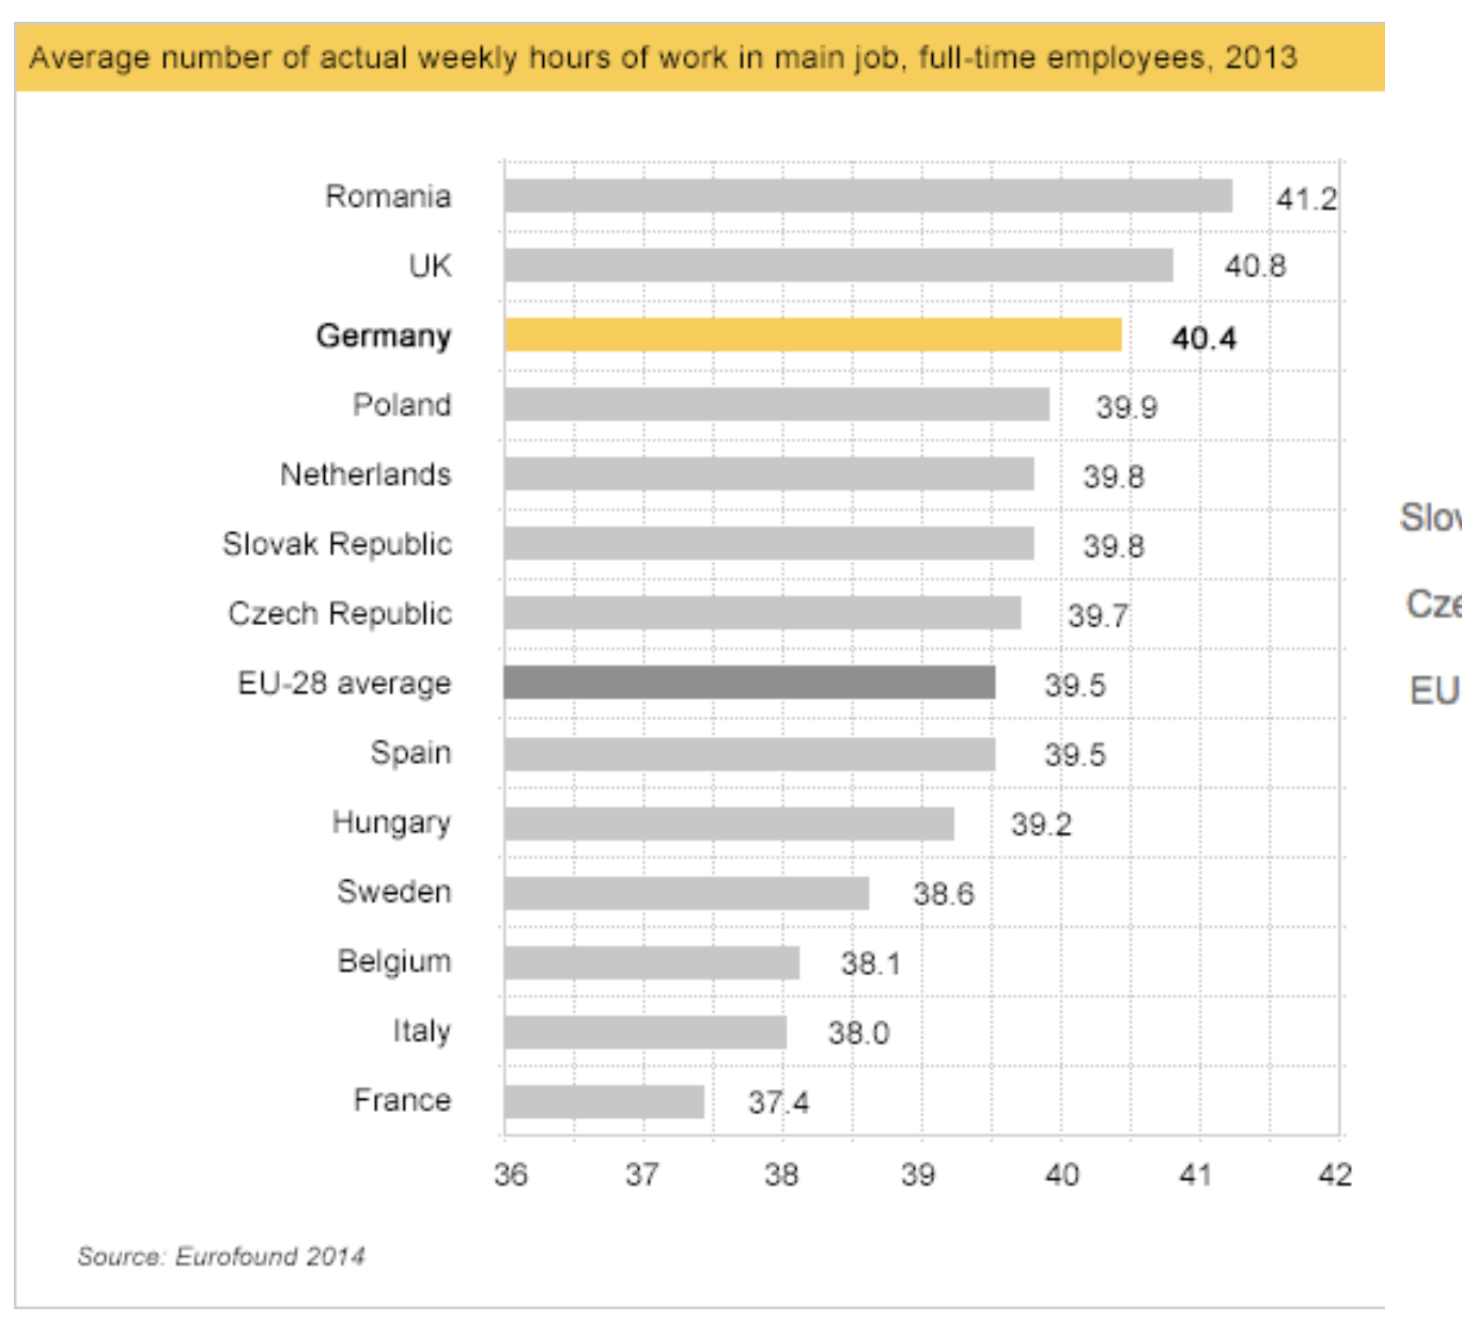 Average number of actual weekly hours of work in main job, full-time employees, 2013
Romania 41.2
UK 40.8
Germany 40.4
Poland 39.9
Netherlands 39.8
Slovak Republic 39.8
Czech Republic 39.7
EU-28 average 39.5
Spain 39.5
Hungary 39.2
Sweden 38.6
Belgium 38.1
Italy 38.0
France 37.4
36 37 38 39 40 41 42
Source: Eurofound 2014
EU